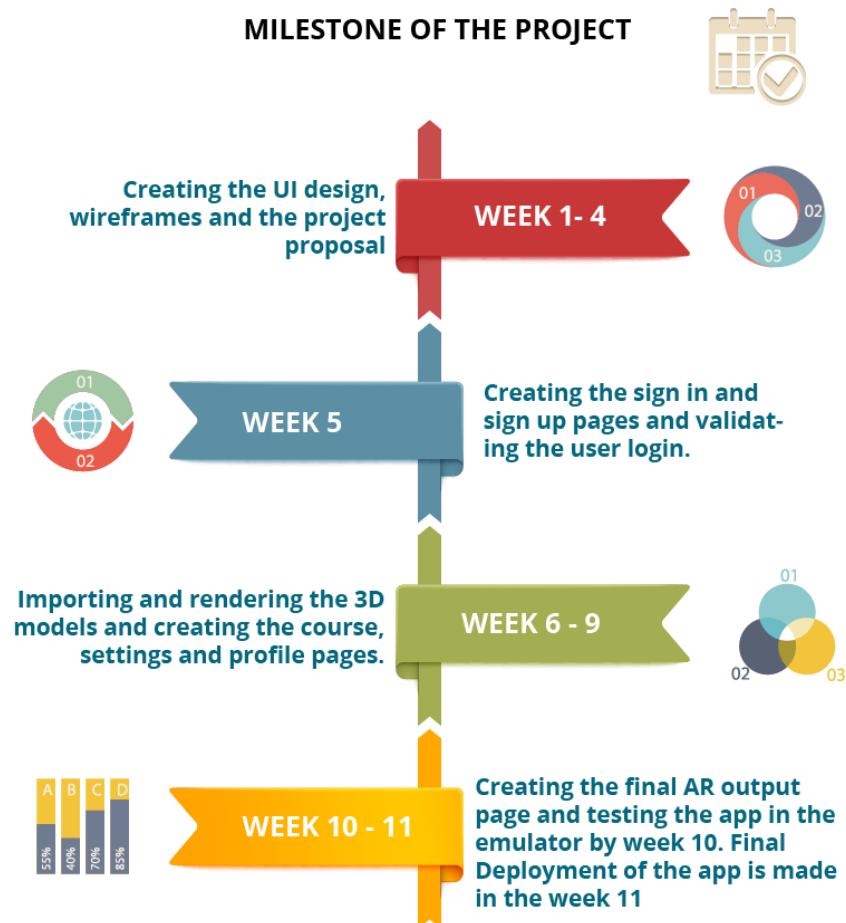 MILESTONE OF THE PROJECT
Creating the UI design,
wireframes and the project
proposal
WEEK 1- 4
01
02
03
01
02
WEEK 5
Creating the sign in and
sign up pages and validat-
ing the user login.
Importing and rendering the 3D
models and creating the course,
settings and profile pages.
WEEK 6 - 9
01
02
03
A B C D
55% 40% 70% 85%
WEEK 10 - 11
Creating the final AR output
page and testing the app in the
emulator by week 10. Final
Deployment of the app is made
in the week 11